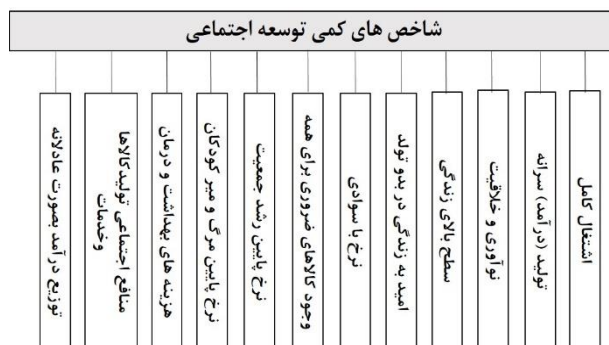 شاخص های کمی توسعه اجتماعی
اشتغال کامل
تولید(درآمد) سرانه
نوآوری و خلاقیت
سطح بالای زندگی
امید به زندگی در بدو تولد
نرخ با سوادی
وجود کالاهای ضروری برای همه
نرخ پایین رشد جمعیت
نرخ پایین مرگ و میر کودکان
هزینه های بهداشت و درمان
منافع اجتماعی تولیدکالاها
وخدمات
توزیع درآمد بصورت عادلانه